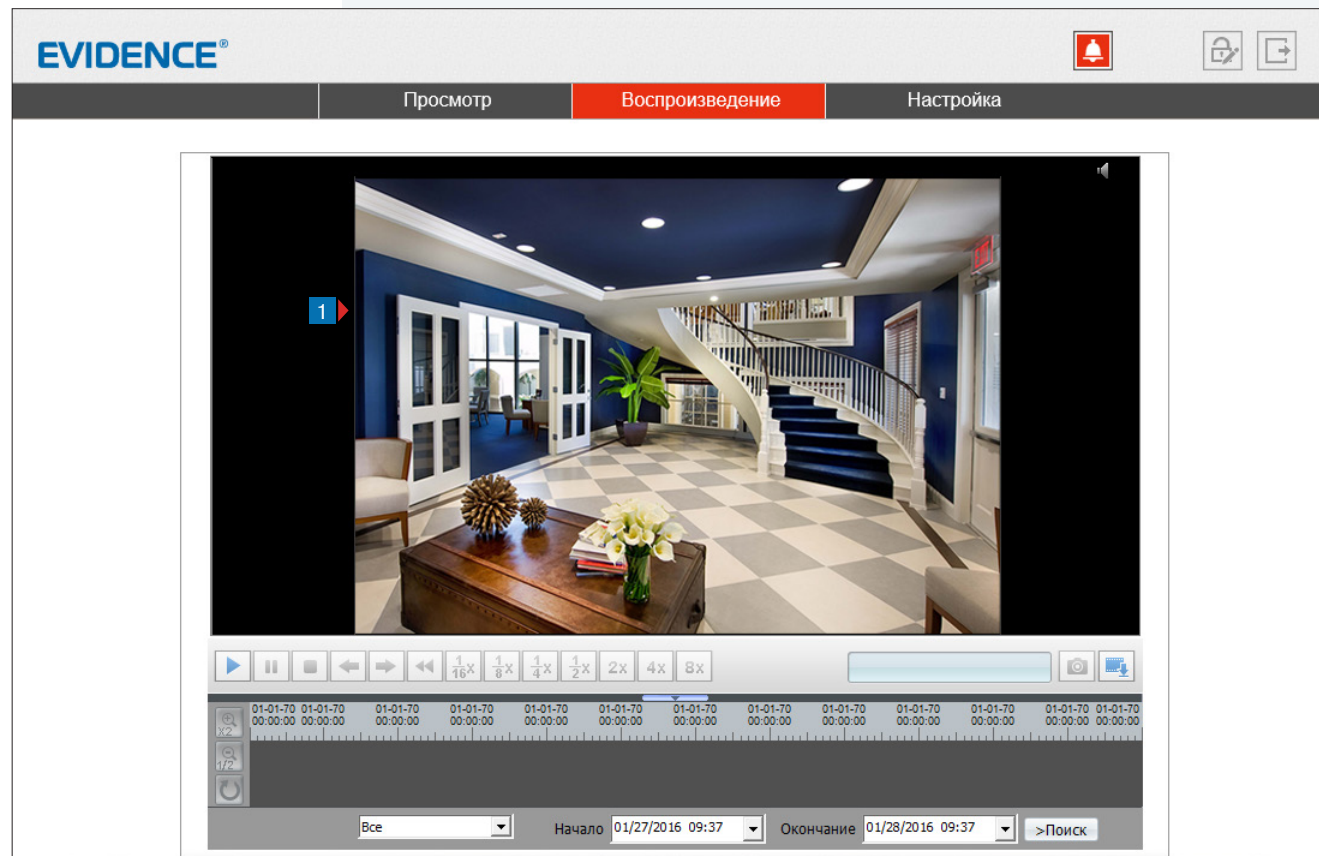 EVIDENCE®
Просмотр Воспроизведение Настройка
1
1/16x 1/8x 1/4x 1/2x 2x 4x 8x
01-01-70 01-01-70 01-01-70 01-01-70 01-01-70 01-01-70 01-01-70 01-01-70 01-01-70 01-01-70 01-01-70 01-01-70 01-01-70
00:00:00 00:00:00 00:00:00 00:00:00 00:00:00 00:00:00 00:00:00 00:00:00 00:00:00 00:00:00 00:00:00 00:00:00 00:00:00
X2
1/2
Все Начало 01/27/2016 09:37 Окончание 01/28/2016 09:37 >Поиск